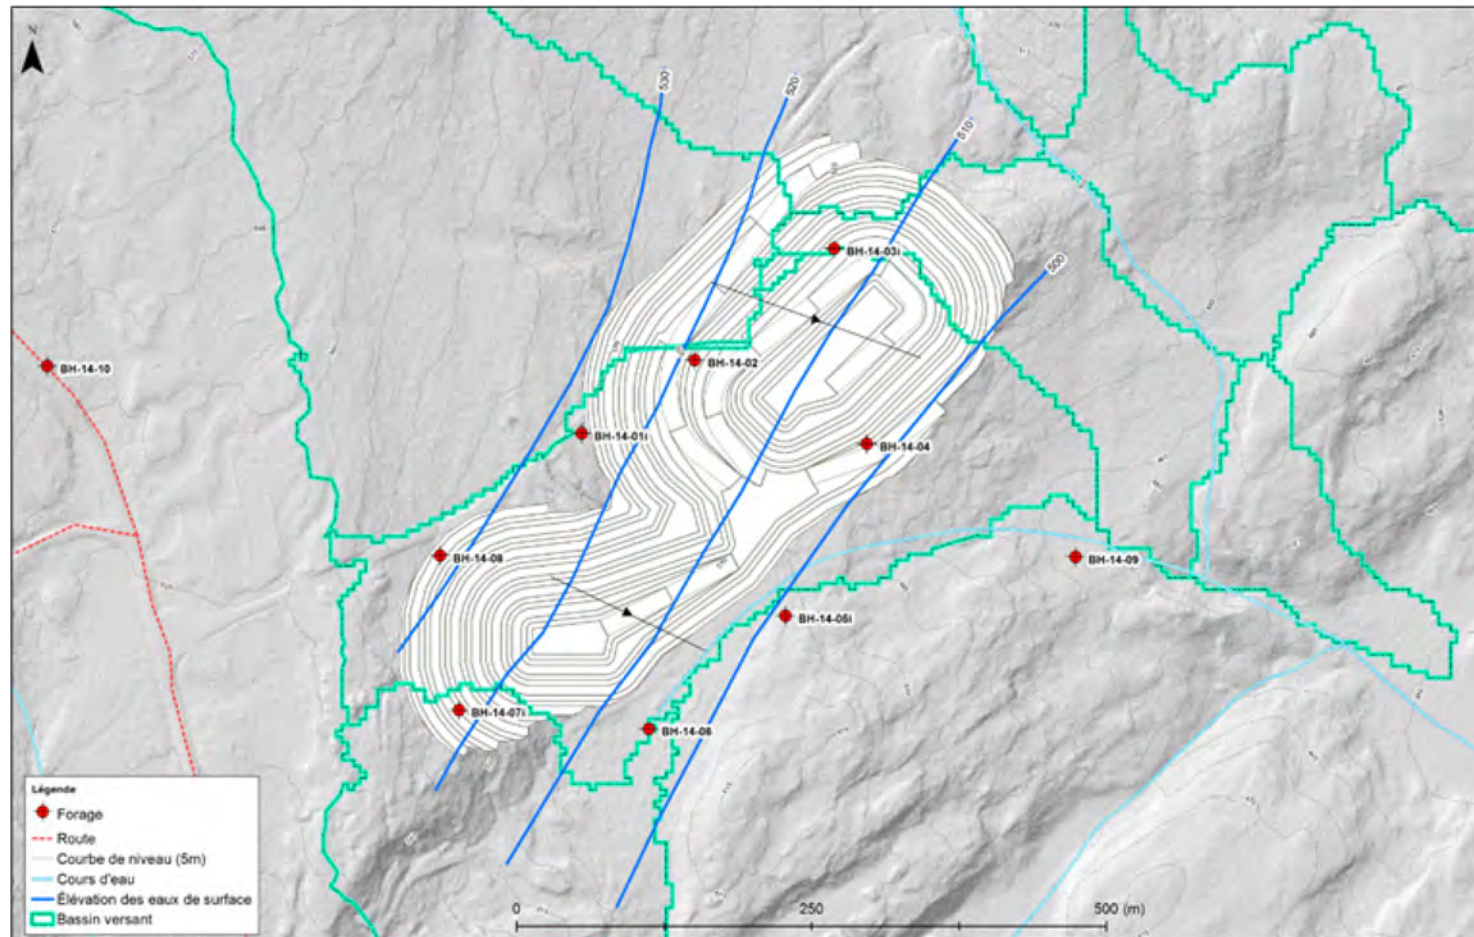 N
530
520
510
BH-14-03i
500
BH-14-10
BH-14-02
BH-14-01i
BH-14-04
BH-14-08
BH-14-09
BH-14-05i
BH-14-07i
BH-14-06
Légende
Forage
Route
Courbe de niveau (5m)
Cours d'eau
Élévation des eaux de surface
Bassin versant
0 250 500 (m)